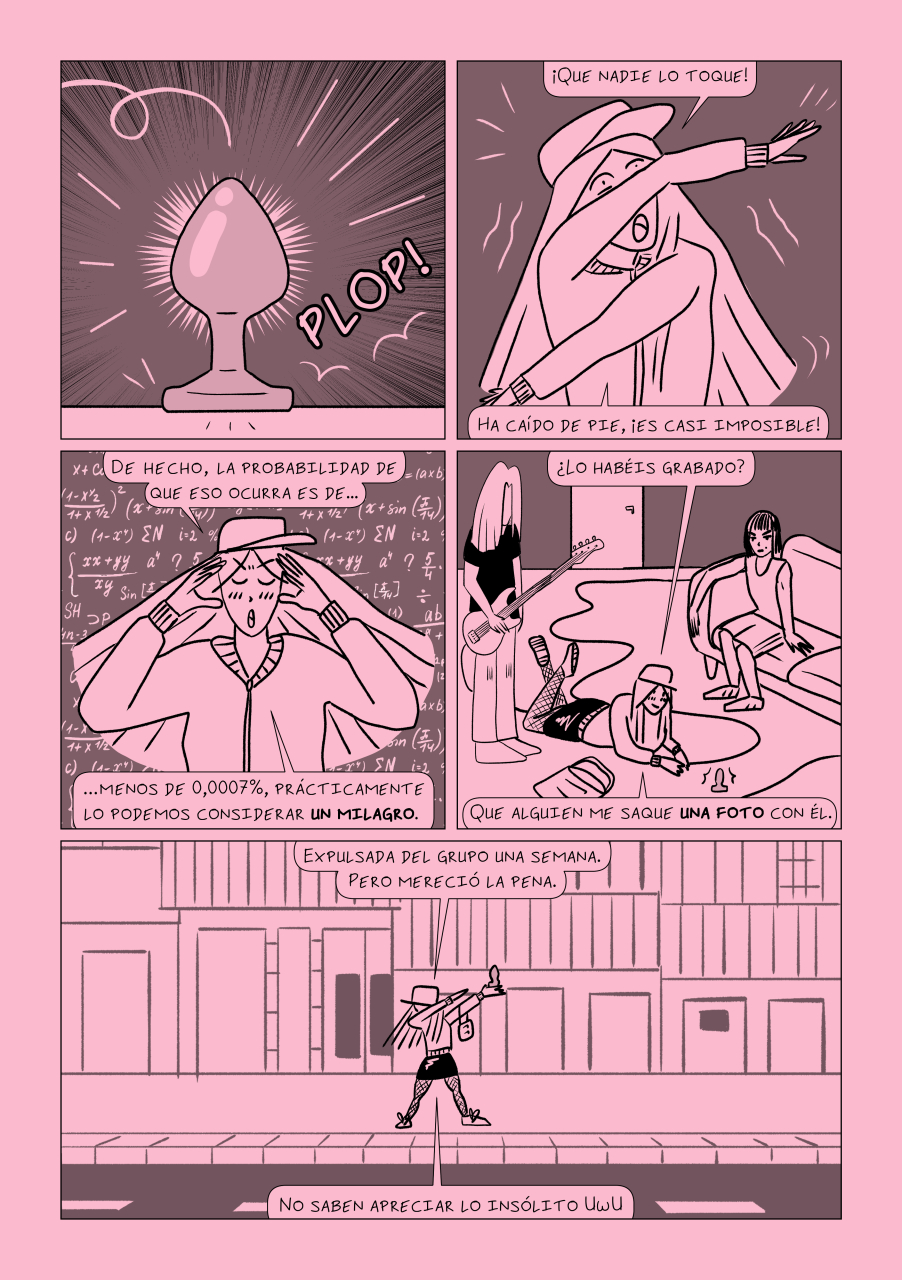 PLOP!
¡QUE NADIE LO TOQUE!
HA CAÍDO DE PIE, ¡ES CASI IMPOSIBLE!
DE HECHO, LA PROBABILIDAD DE
QUE ESO OCURRA ES DE...
...MENOS DE 0,0007%, PRÁCTICAMENTE
LO PODEMOS CONSIDERAR UN MILAGRO.
¿LO HABÉIS GRABADO?
QUE ALGUIEN ME SAQUE UNA FOTO CON ÉL.
EXPULSADA DEL GRUPO UNA SEMANA.
PERO MERECIÓ LA PENA.
NO SABEN APRECIAR LO INSÓLITO UWU